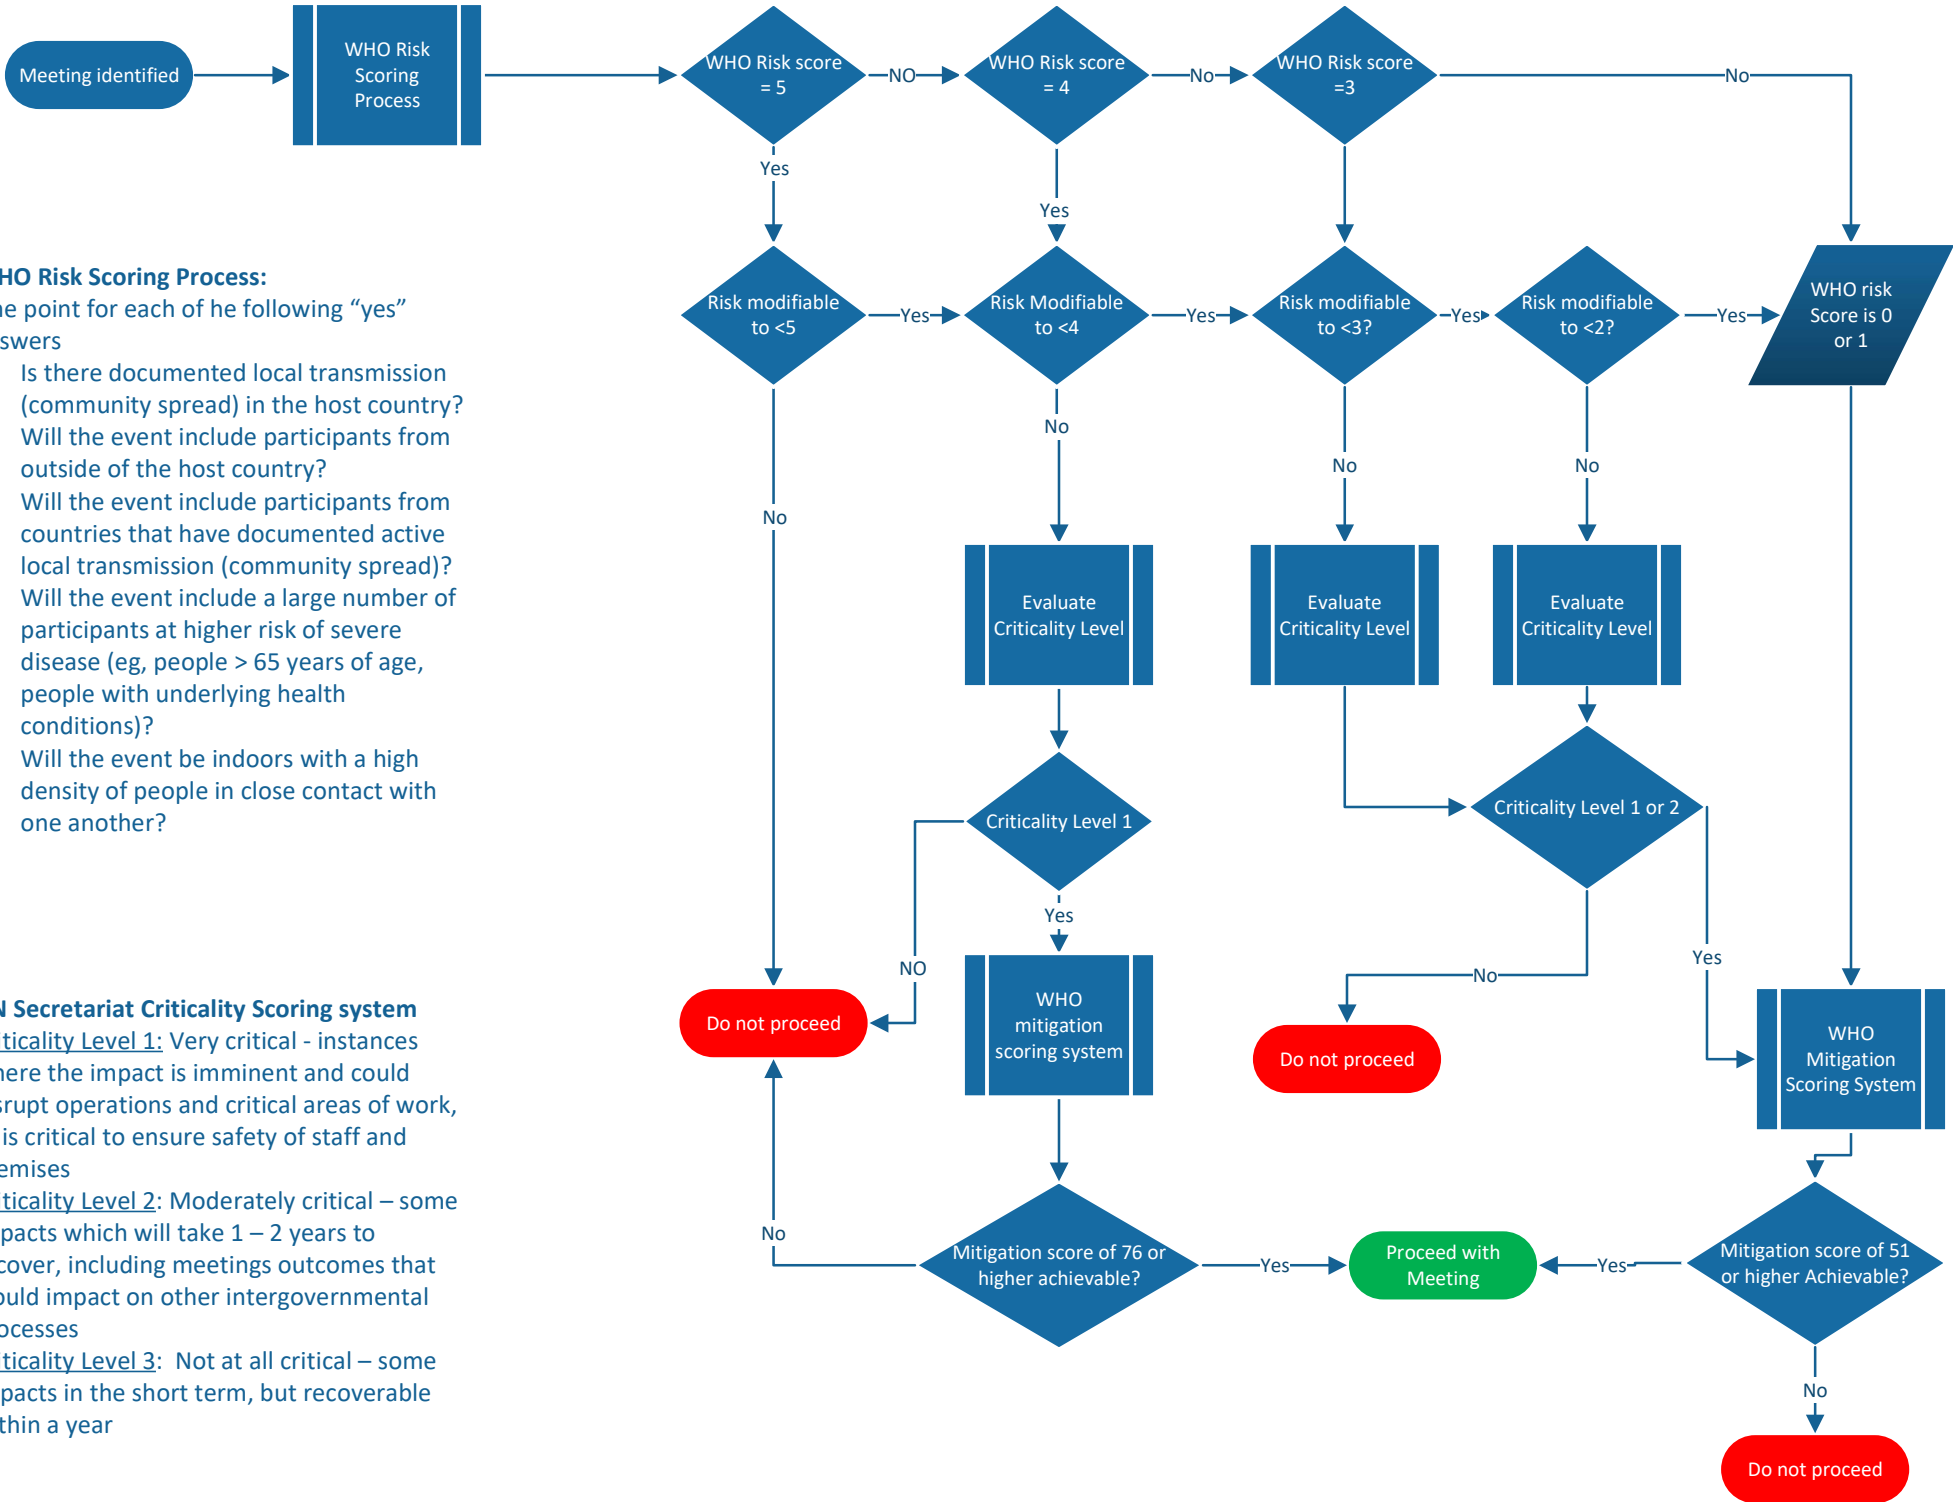 Meeting identified
WHO Risk
Scoring
Process
WHO Risk score
= 5
NO
WHO Risk score
= 4
No
WHO Risk score
=3
No
Yes
Yes
Risk modifiable
to <5
Yes
Risk Modifiable
to <4
Yes
Risk modifiable
to <3?
Yes
Risk modifiable
to <2?
Yes
WHO risk
Score is 0
or 1
HO Risk Scoring Process:
ne point for each of he following “yes”
swers
Is there documented local transmission
(community spread) in the host country?
Will the event include participants from
outside of the host country?
Will the event include participants from
countries that have documented active
local transmission (community spread)?
Will the event include a large number of
participants at higher risk of severe
disease (eg, people > 65 years of age,
people with underlying health
conditions)?
Will the event be indoors with a high
density of people in close contact with
one another?
No
No
No
No
Evaluate
Criticality Level
Evaluate
Criticality Level
Evaluate
Criticality Level
Criticality Level 1
Criticality Level 1 or 2
Yes
NO
No
Yes
N Secretariat Criticality Scoring system
iticality Level 1: Very critical - instances
here the impact is imminent and could
srupt operations and critical areas of work,
is critical to ensure safety of staff and
emises
iticality Level 2: Moderately critical – some
pacts which will take 1 – 2 years to
cover, including meetings outcomes that
ould impact on other intergovernmental
ocesses
iticality Level 3:  Not at all critical – some
pacts in the short term, but recoverable
thin a year
Do not proceed
WHO
mitigation
scoring system
Do not proceed
WHO
Mitigation
Scoring System
No
Mitigation score of 76 or
higher achievable?
Yes
Proceed with
Meeting
Yes
Mitigation score of 51
or higher Achievable?
No
Do not proceed